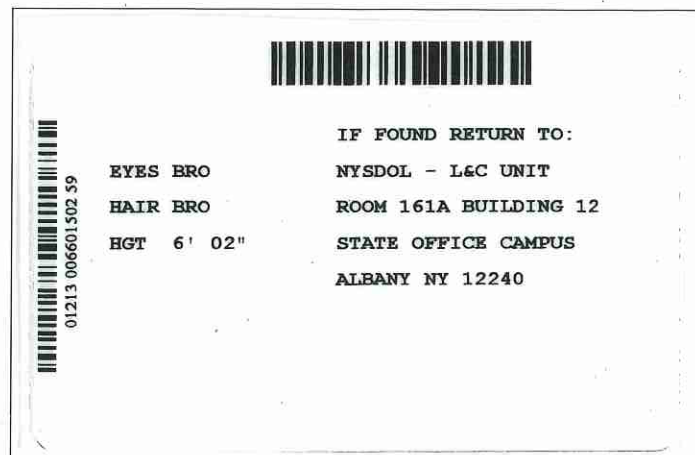 IF FOUND RETURN TO:
EYES BRO NYSDOL - L&C UNIT
HAIR BRO ROOM 161A BUILDING 12
HGT 6' 02" STATE OFFICE CAMPUS
ALBANY NY 12240
01213 006601502 59